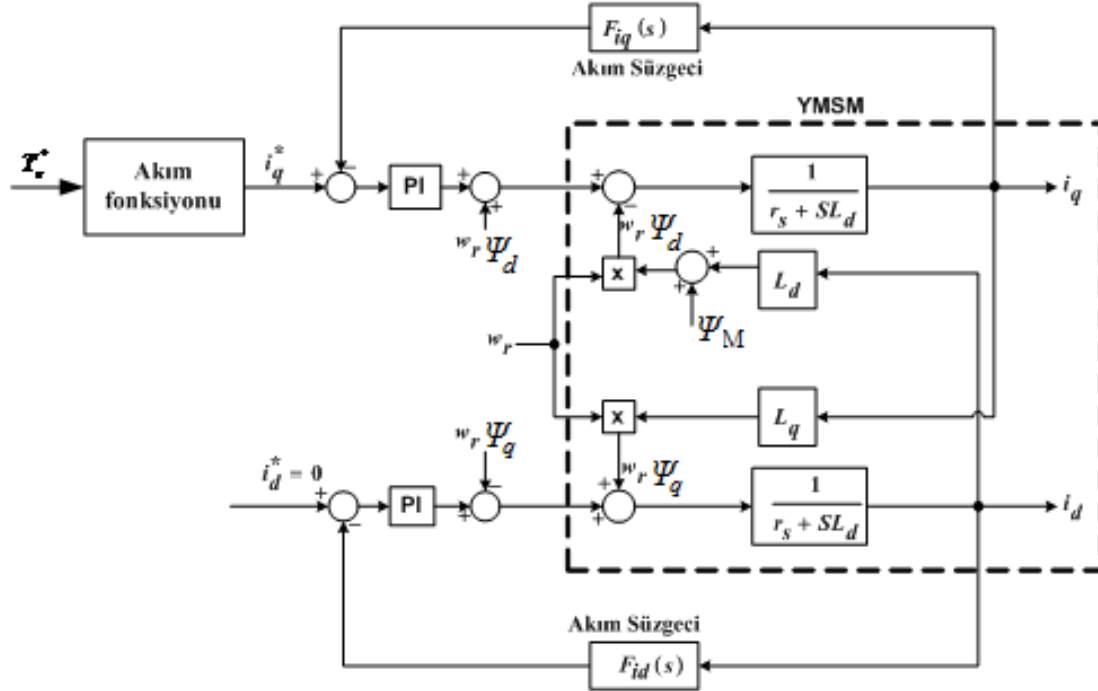 F_iq(s)
Akım Süzgeci
YMSM
T_e^*
Akım
fonksiyonu
i_q^*
+
−
PI
+
+
w_r Ψ_d
+
−
1
r_s + SL_d
i_q
w_r Ψ_d
x
+
+
L_d
Ψ_M
w_r
x
L_q
w_r Ψ_q
i_d^* = 0
+
−
PI
+
−
w_r Ψ_q
+
+
1
r_s + SL_d
i_d
Akım Süzgeci
F_id(s)